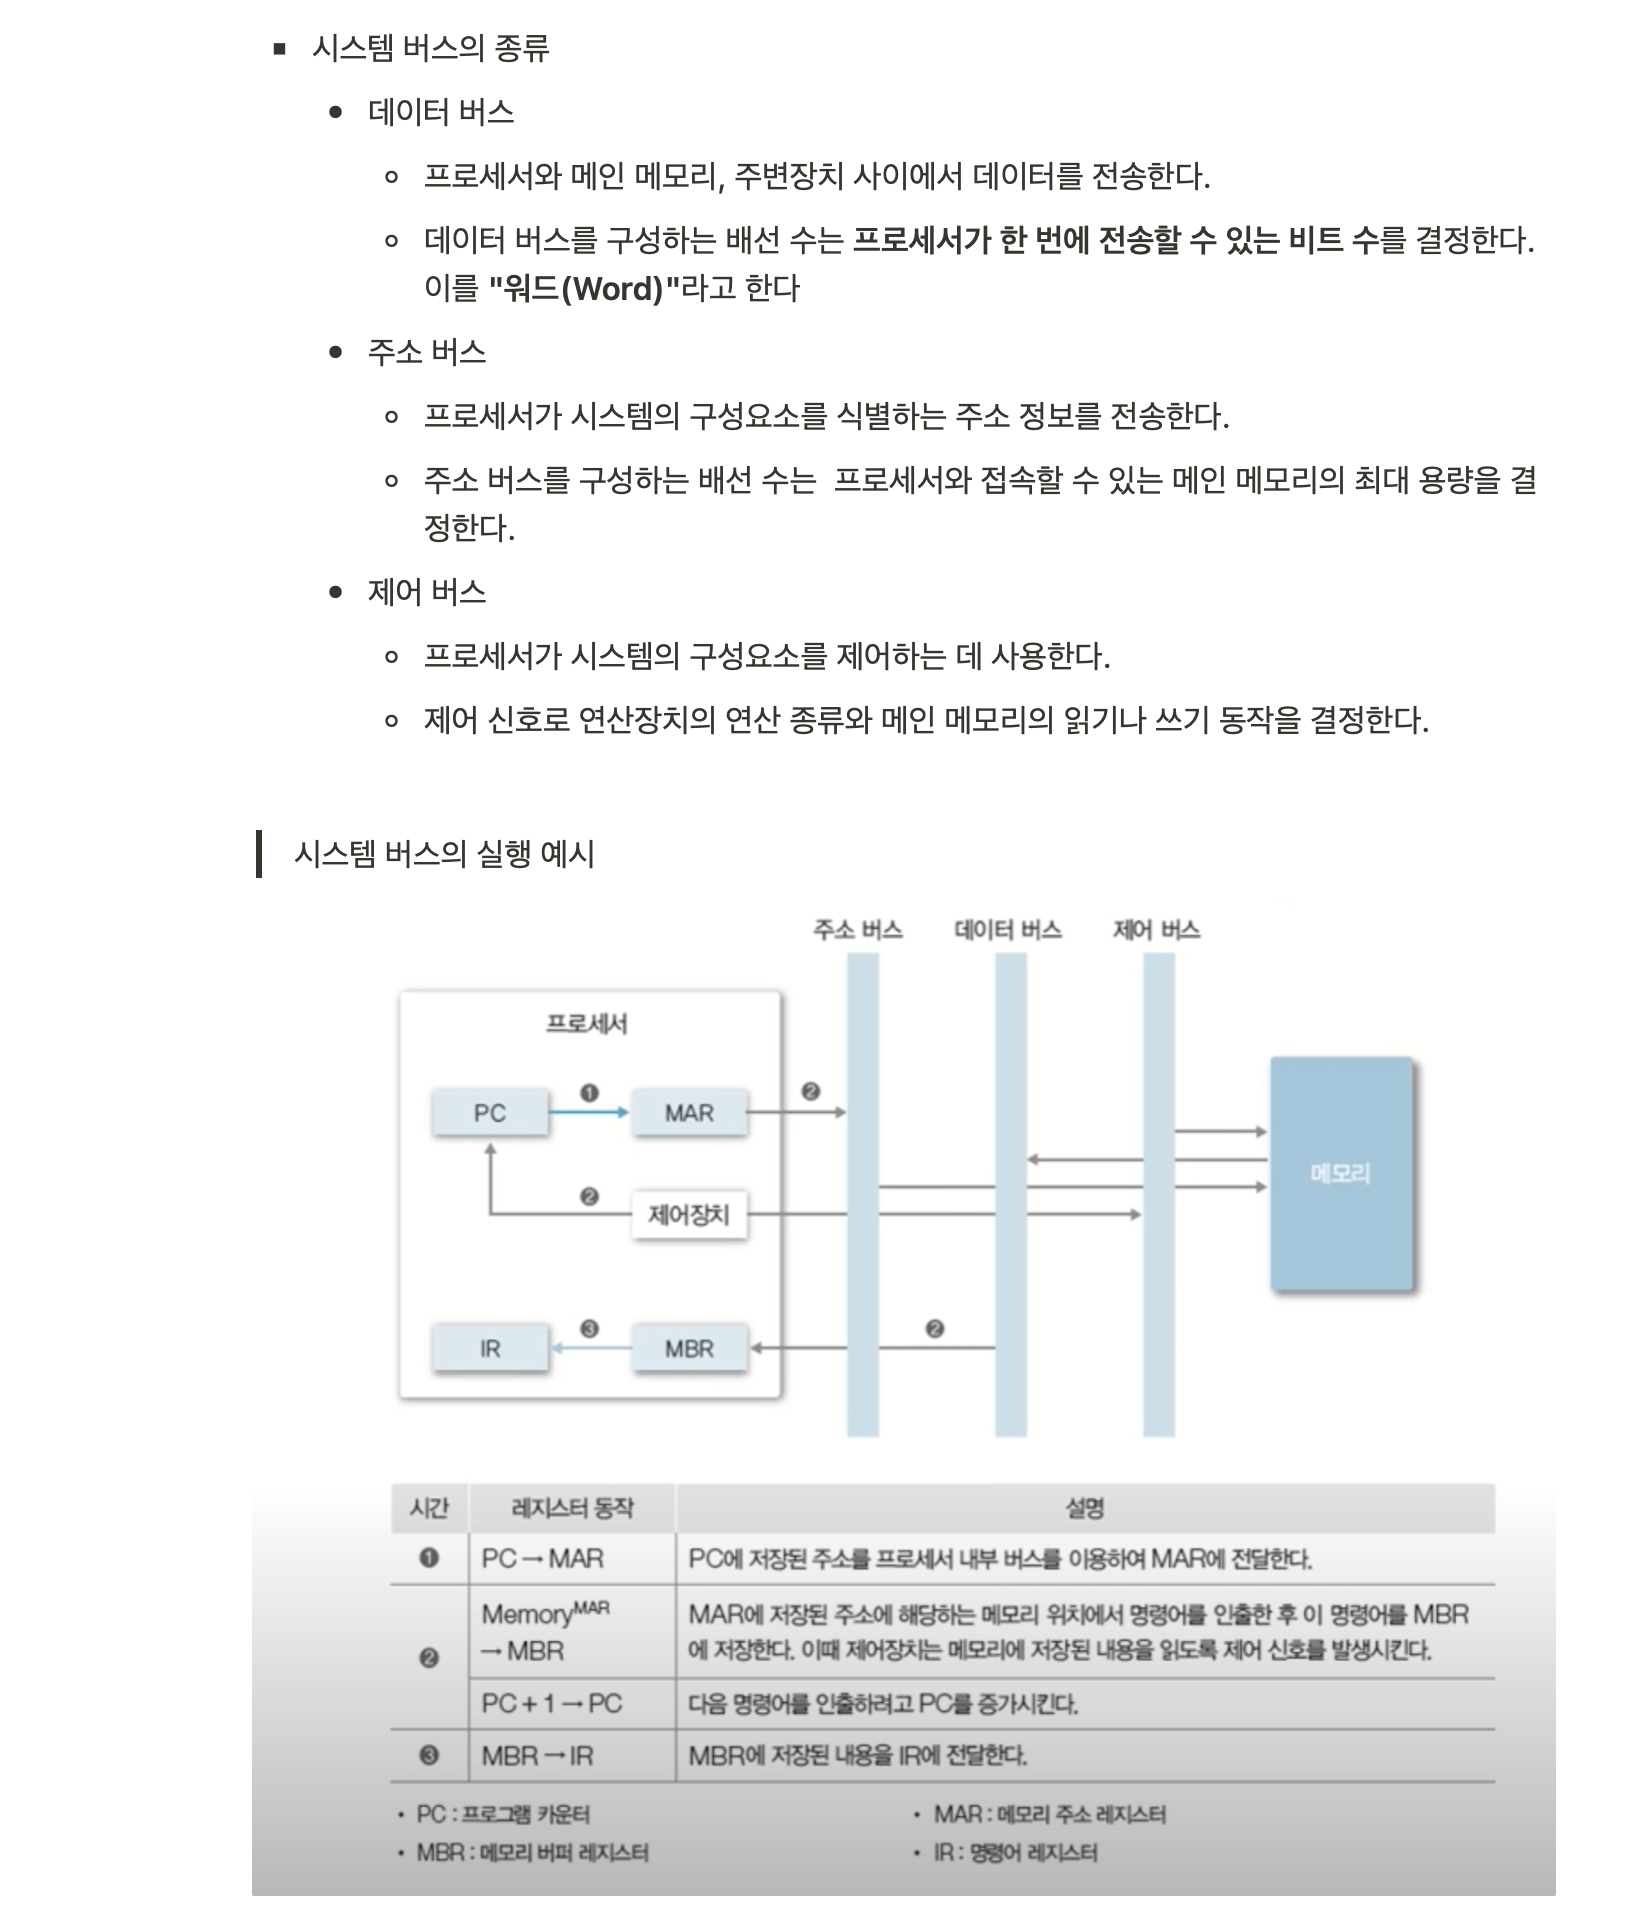 시스템 버스의 종류
데이터 버스
프로세서와 메인 메모리, 주변장치 사이에서 데이터를 전송한다.
데이터 버스를 구성하는 배선 수는 프로세서가 한 번에 전송할 수 있는 비트 수를 결정한다.
이를 "워드(Word)"라고 한다
주소 버스
프로세서가 시스템의 구성요소를 식별하는 주소 정보를 전송한다.
주소 버스를 구성하는 배선 수는 프로세서와 접속할 수 있는 메인 메모리의 최대 용량을 결
정한다.
제어 버스
프로세서가 시스템의 구성요소를 제어하는 데 사용한다.
제어 신호로 연산장치의 연산 종류와 메인 메모리의 읽기나 쓰기 동작을 결정한다.
시스템 버스의 실행 예시
주소 버스 데이터 버스 제어 버스
프로세서
PC ❶ MAR ❷
메모리
❷ 제어장치
IR ❸ MBR ❷
시간 레지스터 동작 설명
❶ PC → MAR PC에 저장된 주소를 프로세서 내부 버스를 이용하여 MAR에 전달한다.
Memory^MAR MAR에 저장된 주소에 해당하는 메모리 위치에서 명령어를 인출한 후 이 명령어를 MBR
❷ → MBR 에 저장한다. 이때 제어장치는 메모리에 저장된 내용을 읽도록 제어 신호를 발생시킨다.
PC + 1 → PC 다음 명령어를 인출하려고 PC를 증가시킨다.
❸ MBR → IR MBR에 저장된 내용을 IR에 전달한다.
• PC : 프로그램 카운터 • MAR : 메모리 주소 레지스터
• MBR : 메모리 버퍼 레지스터 • IR : 명령어 레지스터